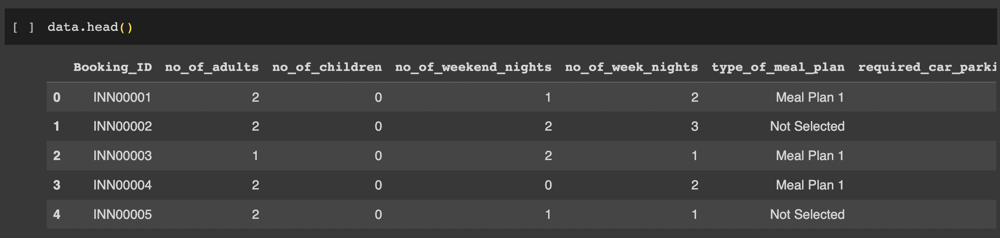 [ ] data.head()
Booking_ID no_of_adults no_of_children no_of_weekend_nights no_of_week_nights type_of_meal_plan required_car_parki
0 INN00001 2 0 1 2 Meal Plan 1
1 INN00002 2 0 2 3 Not Selected
2 INN00003 1 0 2 1 Meal Plan 1
3 INN00004 2 0 0 2 Meal Plan 1
4 INN00005 2 0 1 1 Not Selected